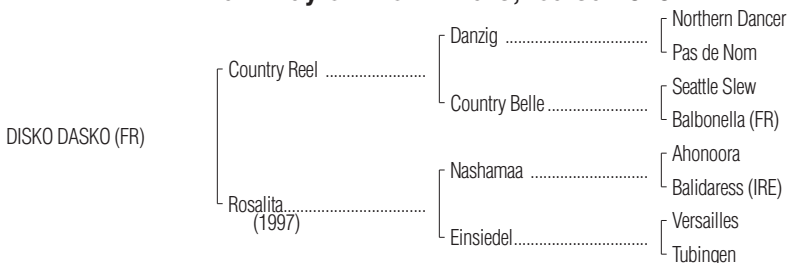 Northern Dancer
Danzig
Pas de Nom
Country Reel
Seattle Slew
Country Belle
Balbonella (FR)
DISKO DASKO (FR)
Ahonoora
Nashamaa
Balidaress (IRE)
Rosalita
(1997)
Versailles
Einsiedel
Tubingen